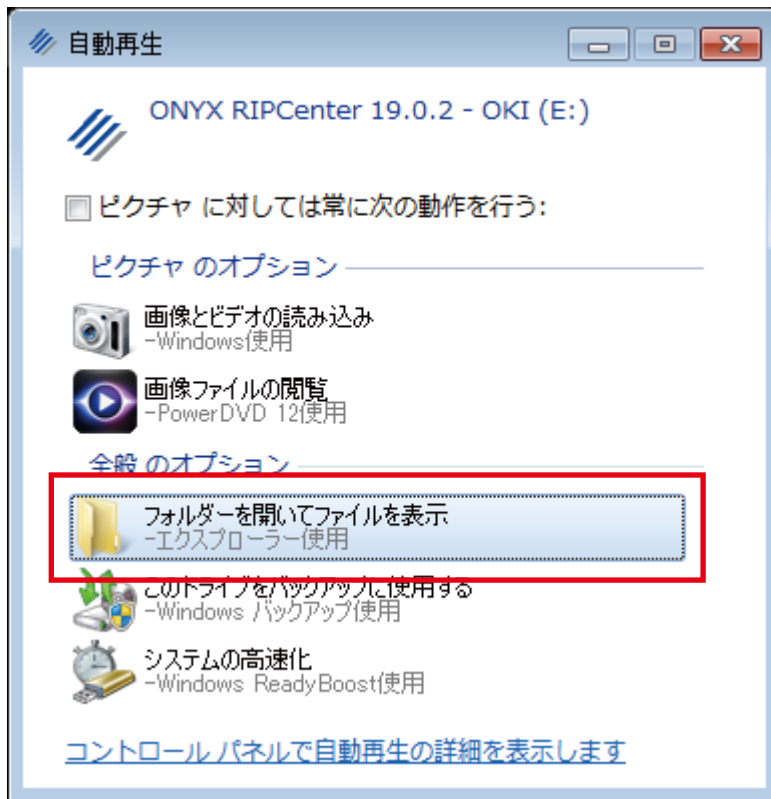 自動再生
ONYX RIPCenter 19.0.2 - OKI (E:)
ピクチャ に対しては常に次の動作を行う:
ピクチャ のオプション
画像とビデオの読み込み
-Windows使用
画像ファイルの閲覧
-PowerDVD 12使用
全般 のオプション
フォルダーを開いてファイルを表示
-エクスプローラー使用
このドライブをバックアップに使用する
-Windows バックアップ使用
システムの高速化
-Windows ReadyBoost使用
コントロール パネルで自動再生の詳細を表示します